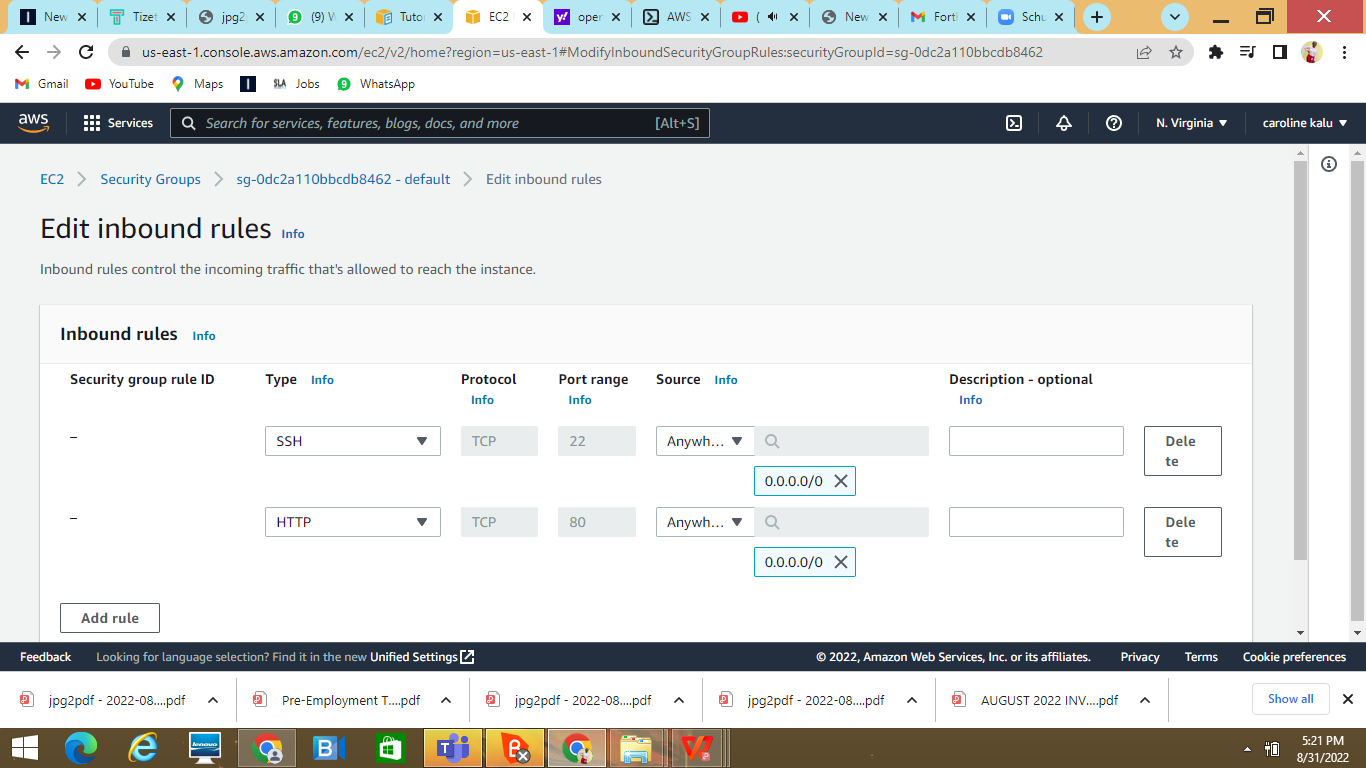 New
Tizet
jpg2
(9) W
Tutor
EC2
oper
AWS
(
New
Forti
Schu
us-east-1.console.aws.amazon.com/ec2/v2/home?region=us-east-1#ModifyInboundSecurityGroupRules:securityGroupId=sg-0dc2a110bbcdb8462
Gmail YouTube Maps SLA Jobs WhatsApp
aws Services Search for services, features, blogs, docs, and more [Alt+S] N. Virginia caroline kalu
EC2 Security Groups sg-0dc2a110bbcdb8462 - default Edit inbound rules
Edit inbound rules Info
Inbound rules control the incoming traffic that's allowed to reach the instance.
Inbound rules Info
Security group rule ID Type Info Protocol Port range Source Info Description - optional
Info Info Info
– SSH TCP 22 Anywh... Dele
te
0.0.0.0/0
– HTTP TCP 80 Anywh... Dele
te
0.0.0.0/0
Add rule
Feedback Looking for language selection? Find it in the new Unified Settings © 2022, Amazon Web Services, Inc. or its affiliates. Privacy Terms Cookie preferences
jpg2pdf - 2022-08....pdf Pre-Employment T....pdf jpg2pdf - 2022-08....pdf jpg2pdf - 2022-08....pdf AUGUST 2022 INV....pdf Show all
5:21 PM
8/31/2022